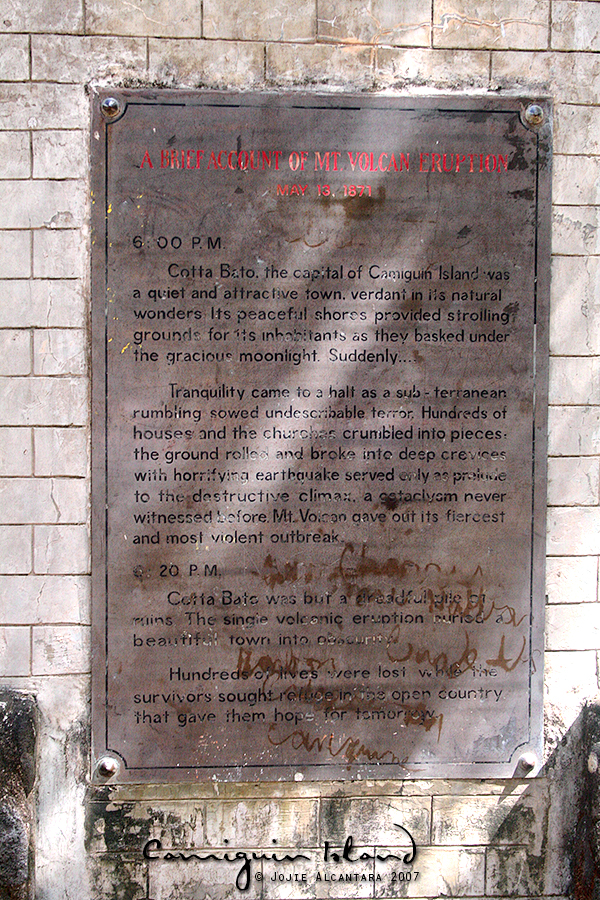 A BRIEF ACCOUNT OF MT. VOLCAN ERUPTION
MAY 13, 1871
6:00 P.M.
Cotta Bato, the capital of Camiguin Island was
a quiet and attractive town, verdant in its natural
wonders. Its peaceful shores provided strolling
grounds for its inhabitants as they basked under
the gracious moonlight. Suddenly...
Tranquility came to a halt as a sub-terranean
rumbling sowed undescribable terror. Hundreds of
houses and the churches crumbled into pieces;
the ground rolled and broke into deep crevices
with horrifying earthquake served only as prelude
to the destructive climax, a cataclysm never
witnessed before. Mt. Volcan gave out its fiercest
and most violent outbreak.
6:20 P.M.
Cotta Bato was but a dreadful pile of
ruins. The single volcanic eruption buried a
beautiful town into obscurity.
Hundreds of lives were lost while the
survivors sought refuge in the open country
that gave them hope for tomorrow.
Camiguin Island
© JOJIE ALCANTARA 2007